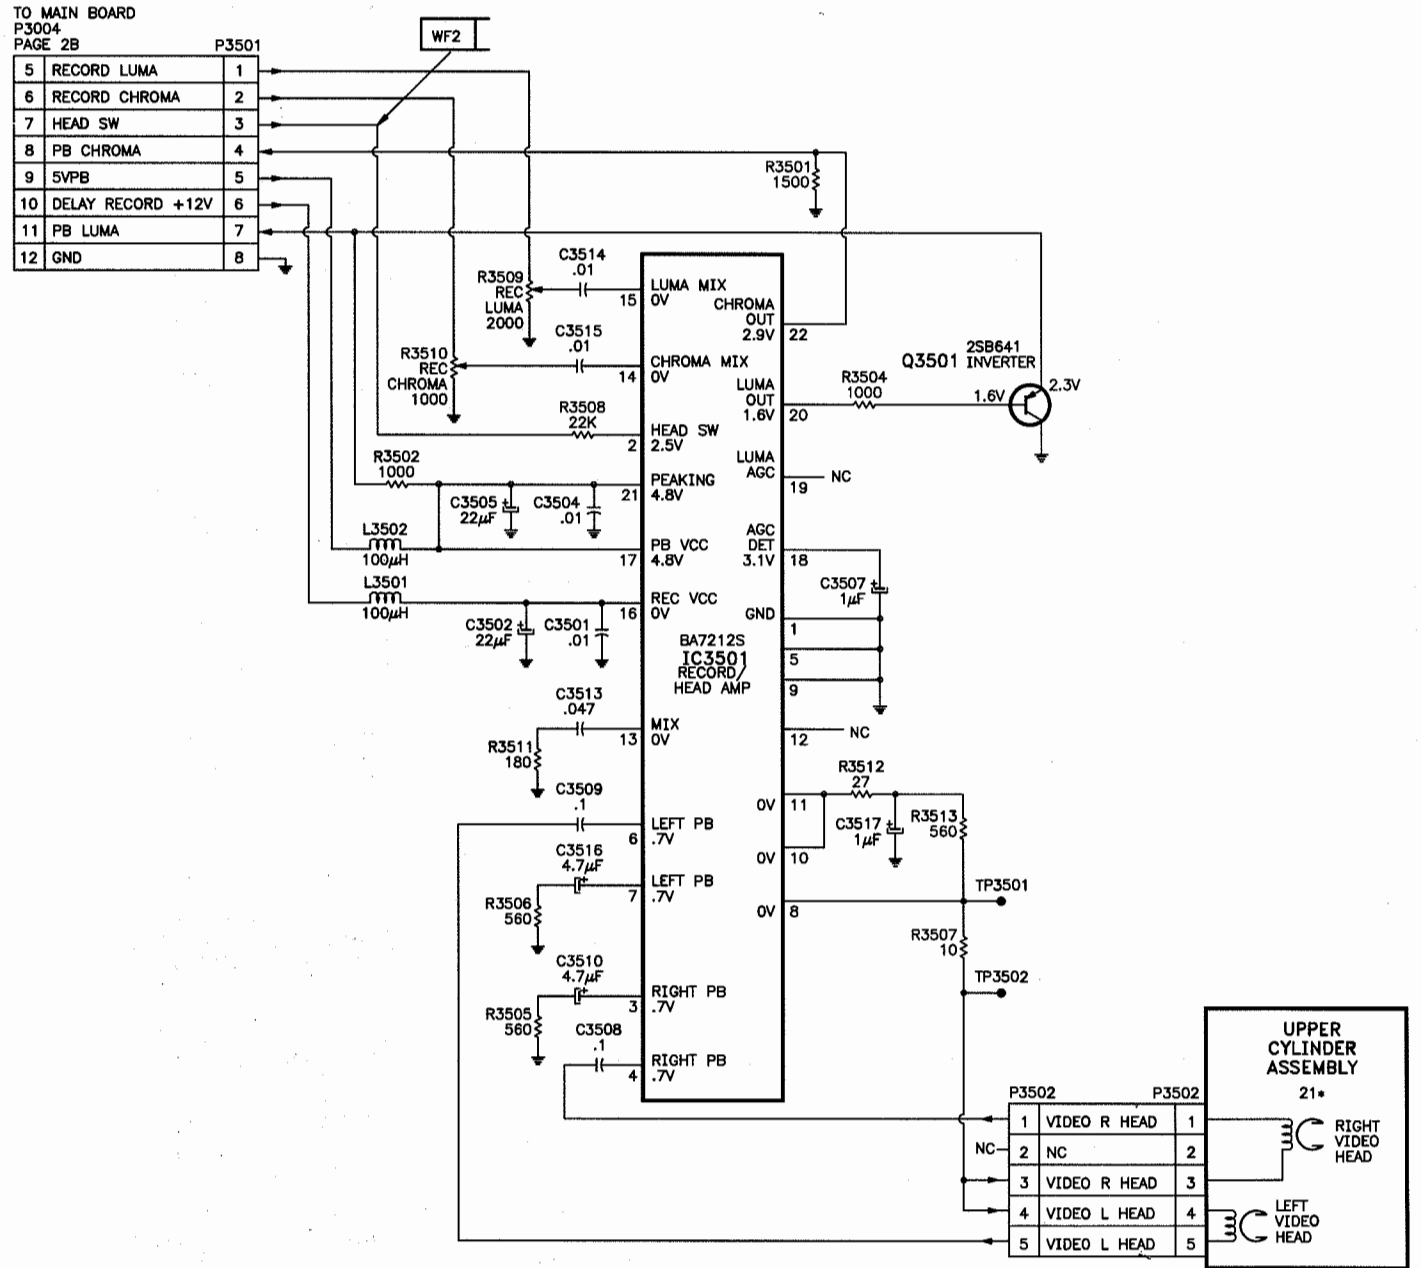 TO MAIN BOARD
P3004
PAGE 2B
P3501
5 RECORD LUMA 1
6 RECORD CHROMA 2
7 HEAD SW 3
8 PB CHROMA 4
9 5VPB 5
10 DELAY RECORD +12V 6
11 PB LUMA 7
12 GND 8
WF2
R3501
1500
C3514
.01
R3509
REC
LUMA
2000
15
LUMA MIX
0V
CHROMA
OUT
2.9V
22
C3515
.01
R3510
REC
CHROMA
1000
14
CHROMA MIX
0V
LUMA
OUT
1.6V
20
R3504
1000
Q3501
2SB641
INVERTER
1.6V
2.3V
R3508
22K
2
HEAD SW
2.5V
LUMA
AGC
19
NC
R3502
1000
C3505
+
22μF
C3504
.01
21
PEAKING
4.8V
L3502
100μH
17
PB VCC
4.8V
AGC
DET
3.1V
18
C3507
+
1μF
L3501
100μH
16
REC VCC
0V
GND
1
5
9
C3502
+
22μF
C3501
.01
BA7212S
IC3501
RECORD/
HEAD AMP
C3513
.047
R3511
180
13
MIX
0V
12
NC
C3509
.1
6
LEFT PB
.7V
0V
11
R3512
27
C3517
+
1μF
R3513
560
0V
10
C3516
4.7μF
+
R3506
560
7
LEFT PB
.7V
0V
8
TP3501
R3507
10
TP3502
C3510
4.7μF
+
R3505
560
3
RIGHT PB
.7V
C3508
.1
4
RIGHT PB
.7V
UPPER
CYLINDER
ASSEMBLY
21*
P3502
P3502
1 VIDEO R HEAD 1
NC
2 NC 2
3 VIDEO R HEAD 3
4 VIDEO L HEAD 4
5 VIDEO L HEAD 5
RIGHT
VIDEO
HEAD
LEFT
VIDEO
HEAD